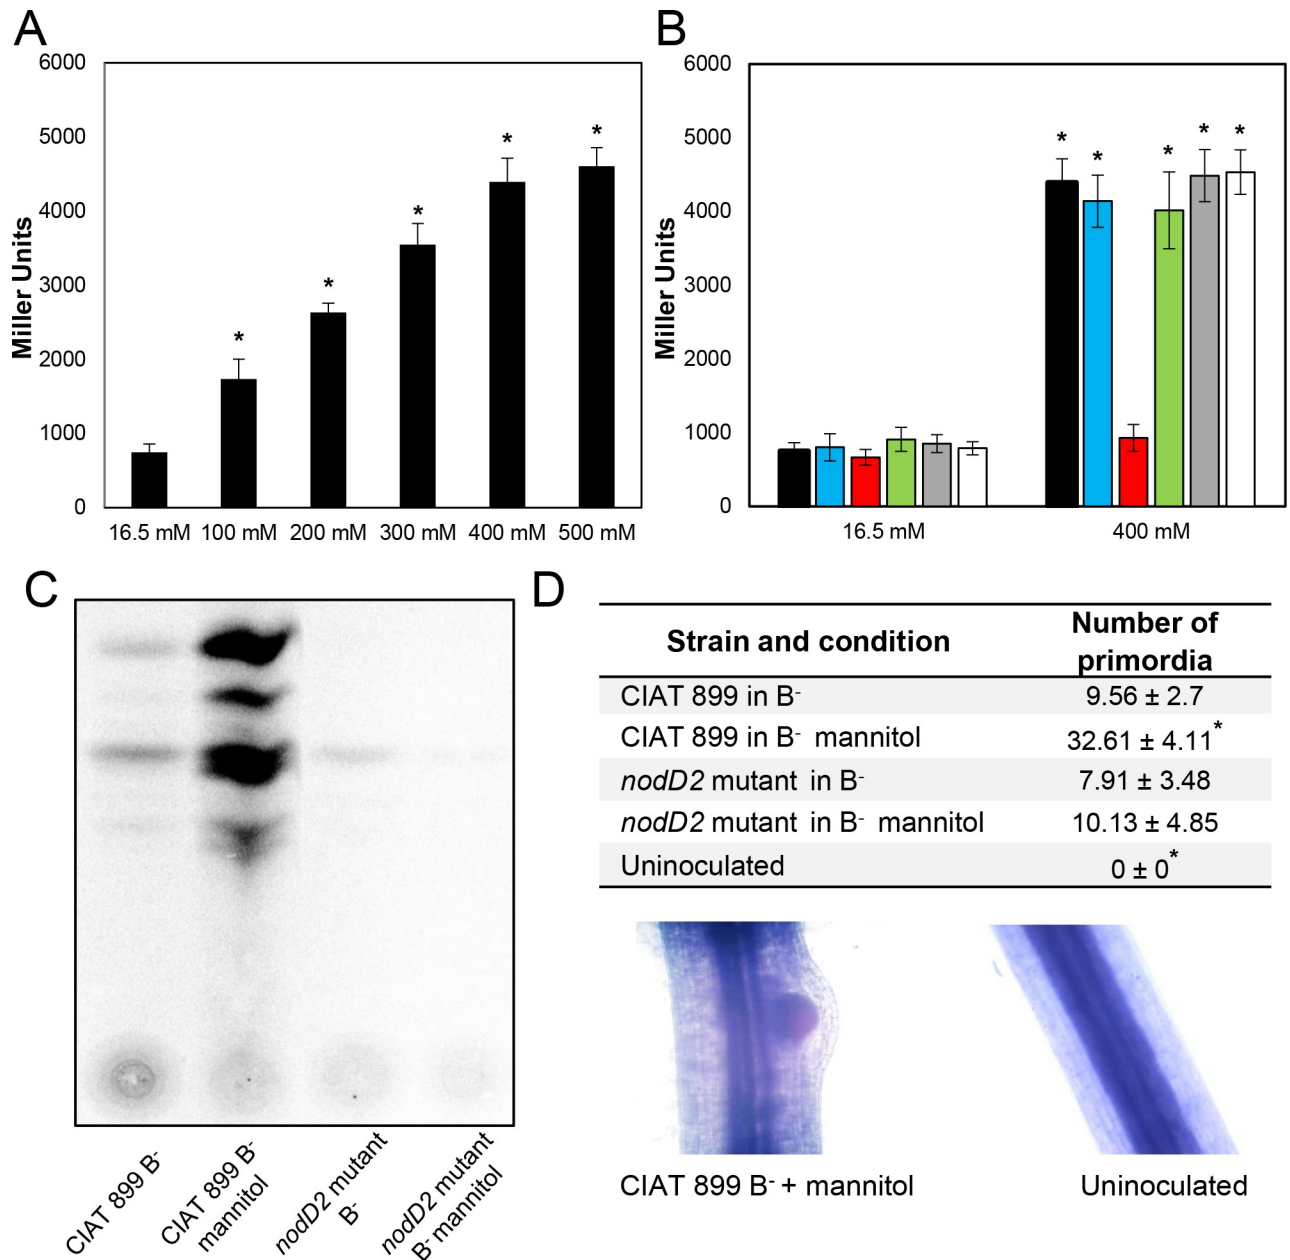 A
6000
5000
4000
3000
2000
1000
0
Miller Units
*
*
*
*
*
16.5 mM 100 mM 200 mM 300 mM 400 mM 500 mM
B
6000
5000
4000
3000
2000
1000
0
Miller Units
*
*
*
*
*
16.5 mM 400 mM
C
CIAT 899 B-
CIAT 899 B-
mannitol
nodD2 mutant
B-
nodD2 mutant
B- mannitol
D
Strain and condition Number of
primordia
CIAT 899 in B- 9.56 ± 2.7
CIAT 899 in B- mannitol 32.61 ± 4.11*
nodD2 mutant in B- 7.91 ± 3.48
nodD2 mutant in B- mannitol 10.13 ± 4.85
Uninoculated 0 ± 0*
CIAT 899 B- + mannitol Uninoculated